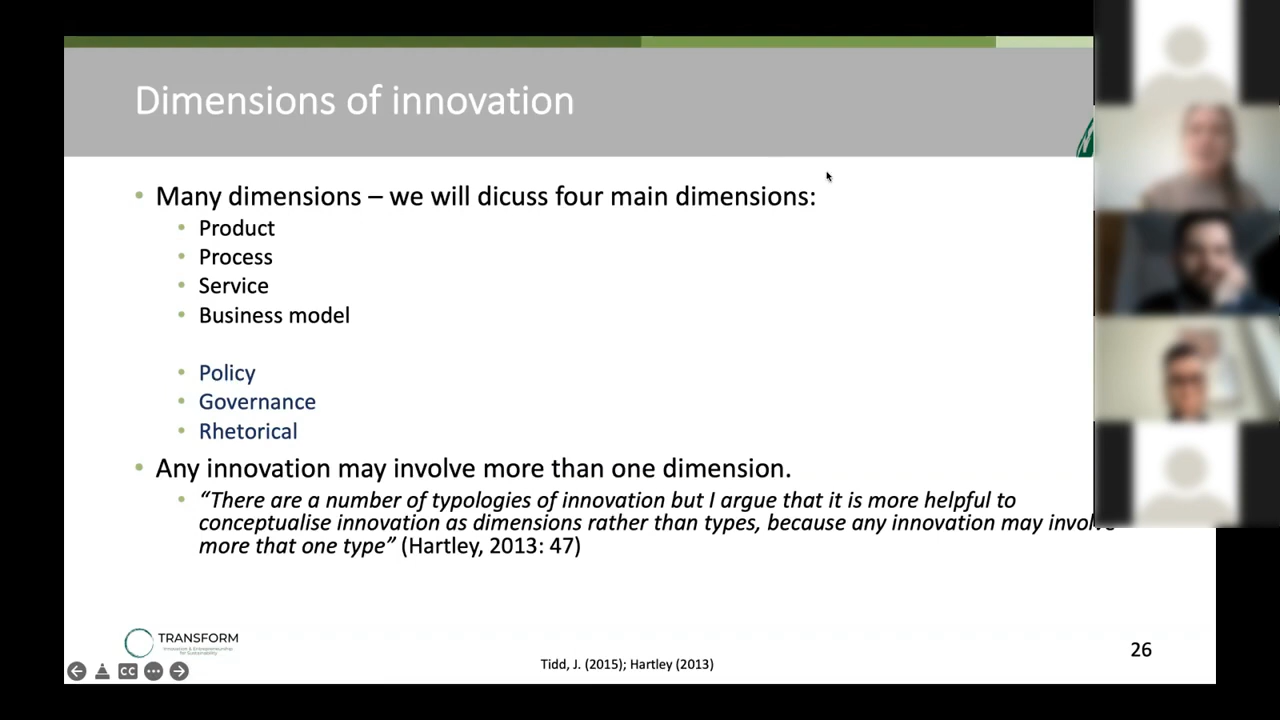 Dimensions of innovation
• Many dimensions – we will dicuss four main dimensions:
• Product
• Process
• Service
• Business model
• Policy
• Governance
• Rhetorical
• Any innovation may involve more than one dimension.
• “There are a number of typologies of innovation but I argue that it is more helpful to
conceptualise innovation as dimensions rather than types, because any innovation may involve
more that one type” (Hartley, 2013: 47)
TRANSFORM
Innovation & Entrepreneurship
for Sustainability
26
CC
Tidd, J. (2015); Hartley (2013)